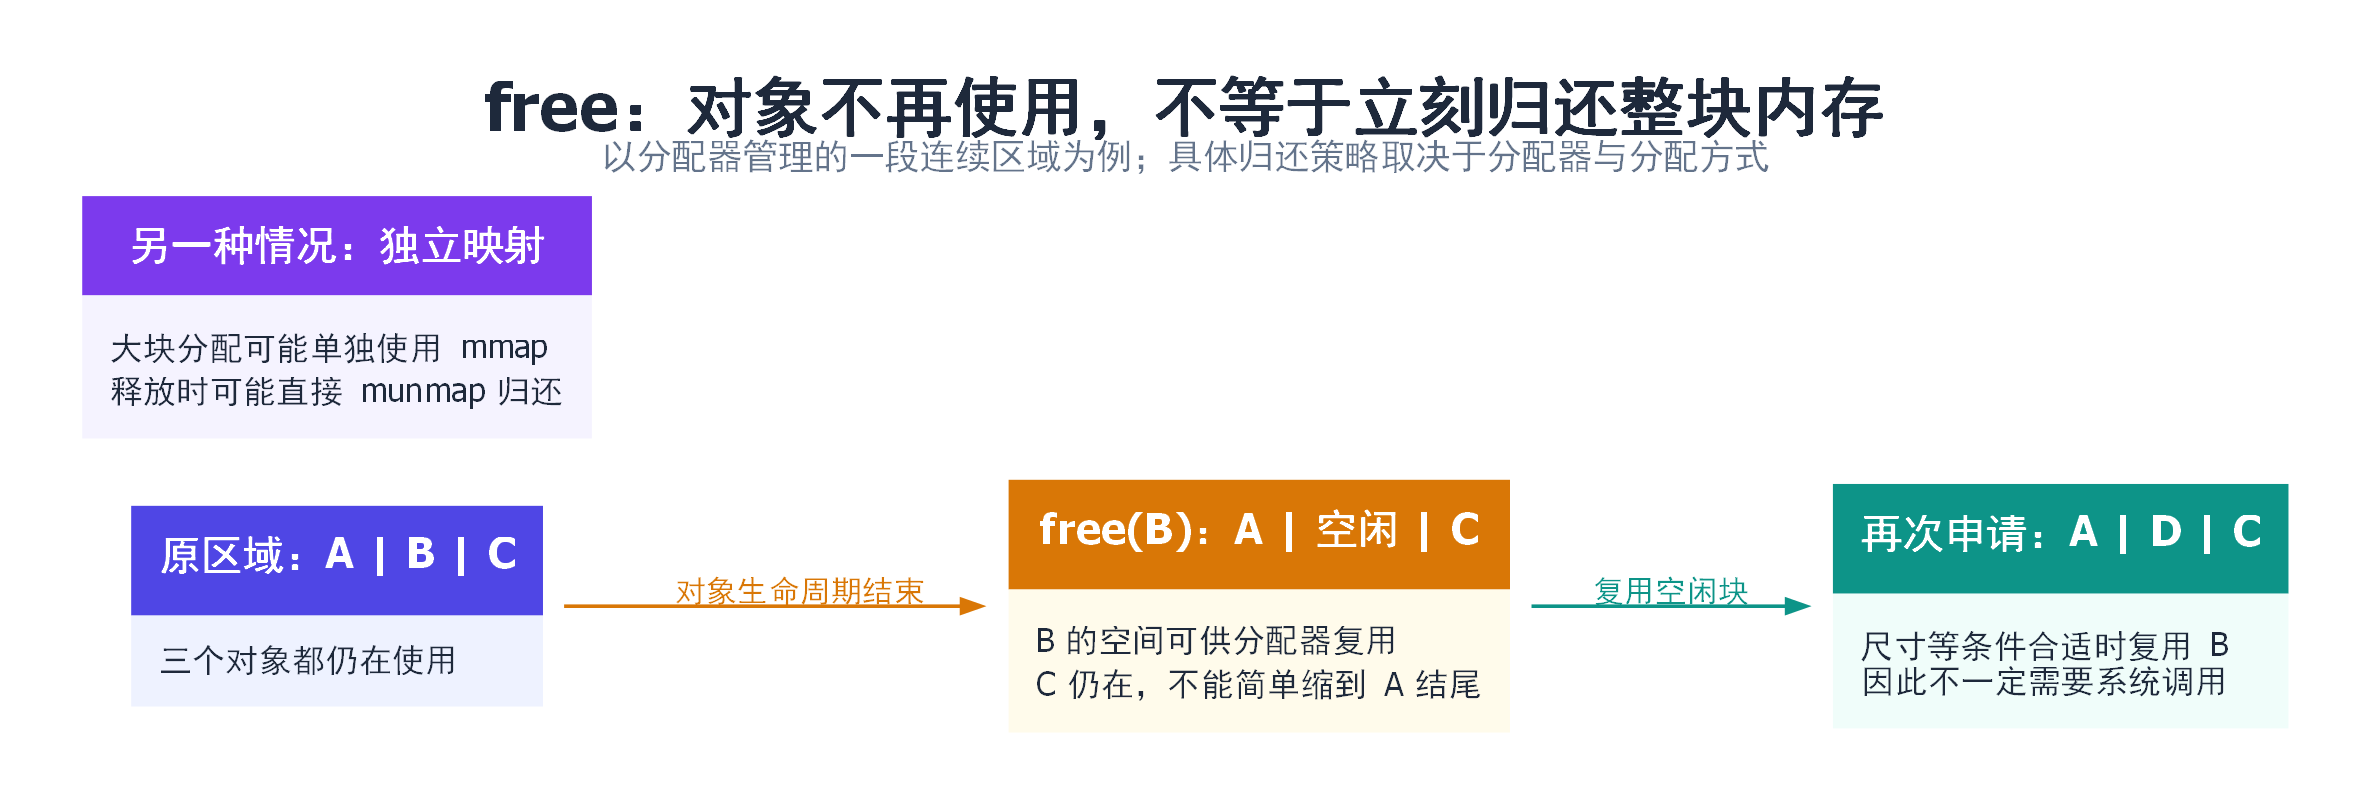 free：对象不再使用，不等于立刻归还整块内存
以分配器管理的一段连续区域为例；具体归还策略取决于分配器与分配方式
另一种情况：独立映射
大块分配可能单独使用 mmap
释放时可能直接 munmap 归还
原区域：A | B | C
三个对象都仍在使用
对象生命周期结束
free(B)：A | 空闲 | C
B 的空间可供分配器复用
C 仍在，不能简单缩到 A 结尾
复用空闲块
再次申请：A | D | C
尺寸等条件合适时复用 B
因此不一定需要系统调用